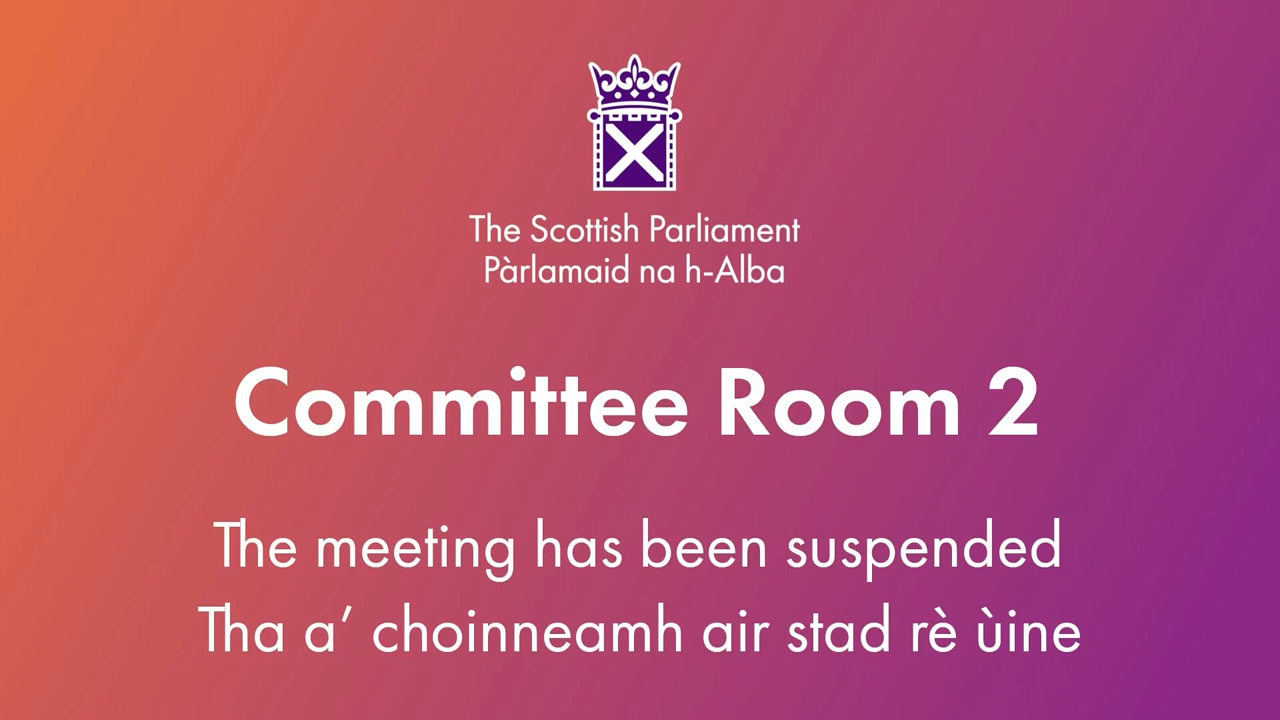 The Scottish Parliament
Pàrlamaid na h-Alba
Committee Room 2
The meeting has been suspended
Tha a’ choinneamh air stad rè ùine